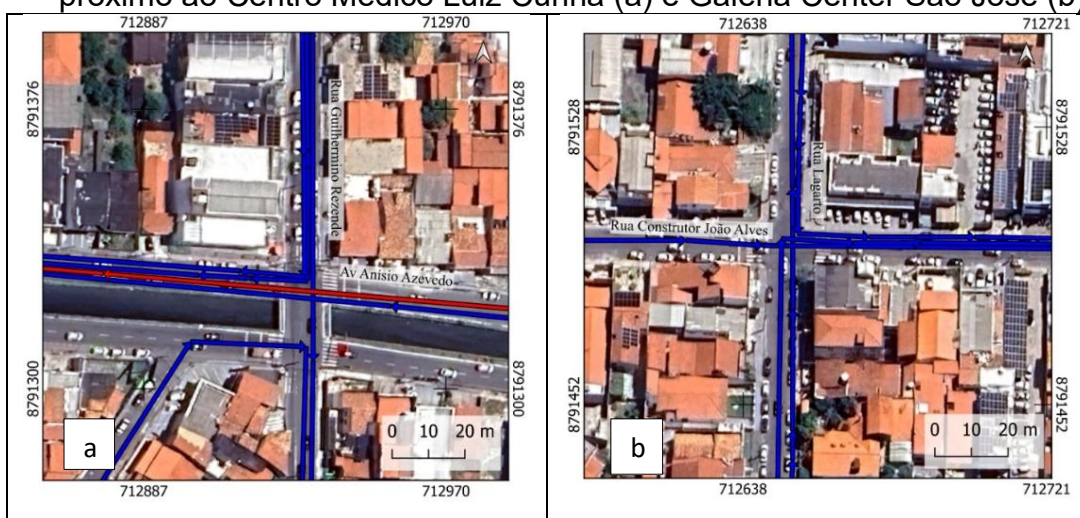 próximo ao Centro Médico Luiz Cunha (a) e Galeria Center São José (b)
712887
712970
8791376
8791376
Rua Guilhermino Rezende
Av Anísio Azevedo
8791300
8791300
a
0 10 20 m
712887
712970
712638
712721
8791528
8791528
Rua Lagarto
Rua Construtor João Alves
8791452
8791452
b
0 10 20 m
712638
712721